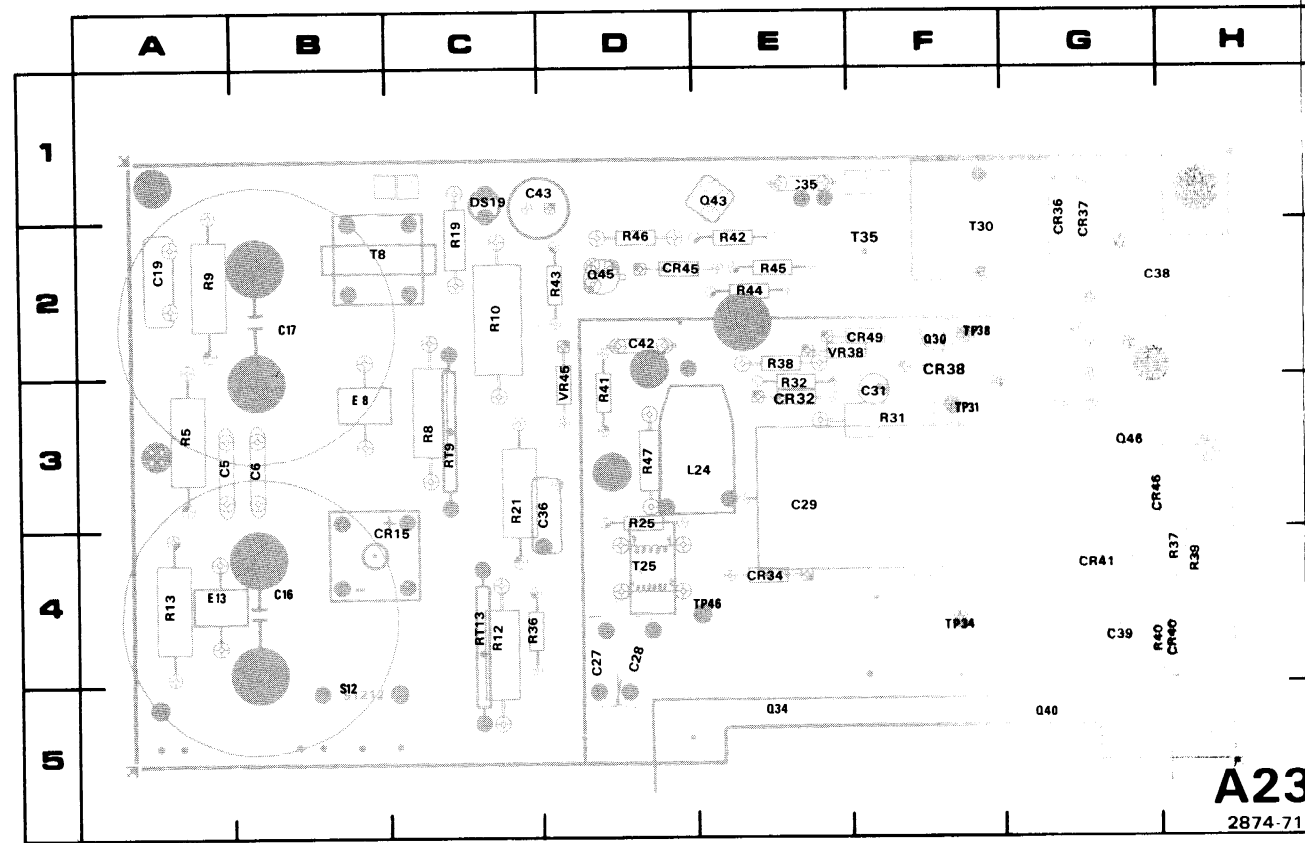 A B C D E F G H
1
DS19 C43 Q43 C35 CR36 CR37
R19 R46 R42 T35 T30
T8
C19 R9 R43 Q45 CR45 R45 C38
2
R44
C17 R10 C42 CR49 Q30 TP38
VR38
R38 CR38
VR45 R41 R32 C31
E8 CR32 TP31
R31
R5 R8 Q46
3
C5 C6 RT9 R47 L24
CR46
R21 C36 C29
CR15 R25
R37 R39
T25 CR41
CR34
E13 C16 TP46
4
R13 RT13 R12 R36 TP34 C39 R40 CR40
C27 C28
S12 S1212
Q34 Q40
5
A23
2874-71